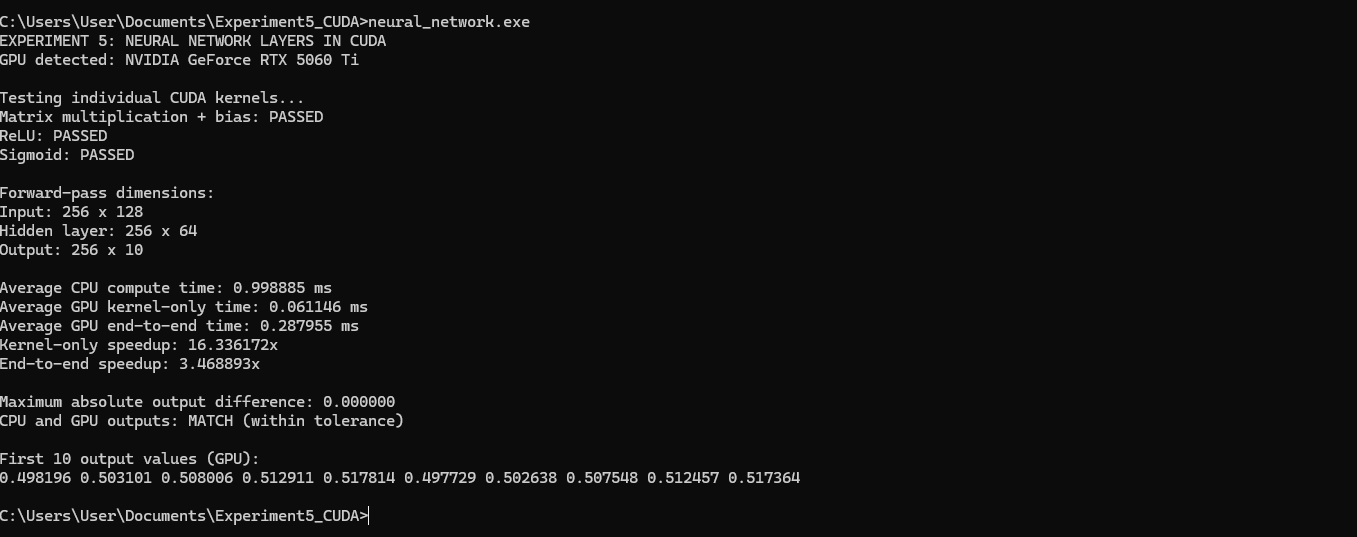 C:\Users\User\Documents\Experiment5_CUDA>neural_network.exe
EXPERIMENT 5: NEURAL NETWORK LAYERS IN CUDA
GPU detected: NVIDIA GeForce RTX 5060 Ti
Testing individual CUDA kernels...
Matrix multiplication + bias: PASSED
ReLU: PASSED
Sigmoid: PASSED
Forward-pass dimensions:
Input: 256 x 128
Hidden layer: 256 x 64
Output: 256 x 10
Average CPU compute time: 0.998885 ms
Average GPU kernel-only time: 0.061146 ms
Average GPU end-to-end time: 0.287955 ms
Kernel-only speedup: 16.336172x
End-to-end speedup: 3.468893x
Maximum absolute output difference: 0.000000
CPU and GPU outputs: MATCH (within tolerance)
First 10 output values (GPU):
0.498196 0.503101 0.508006 0.512911 0.517814 0.497729 0.502638 0.507548 0.512457 0.517364
C:\Users\User\Documents\Experiment5_CUDA>